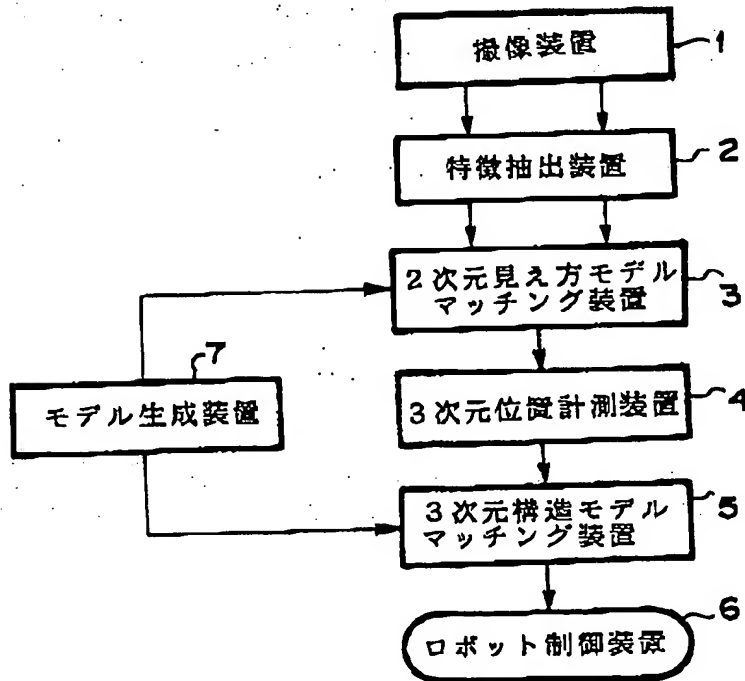 撮像装置
1
特徴抽出装置
2
2次元見え方モデル
マッチング装置
3
7
モデル生成装置
3次元位置計測装置
4
3次元構造モデル
マッチング装置
5
ロボット制御装置
6